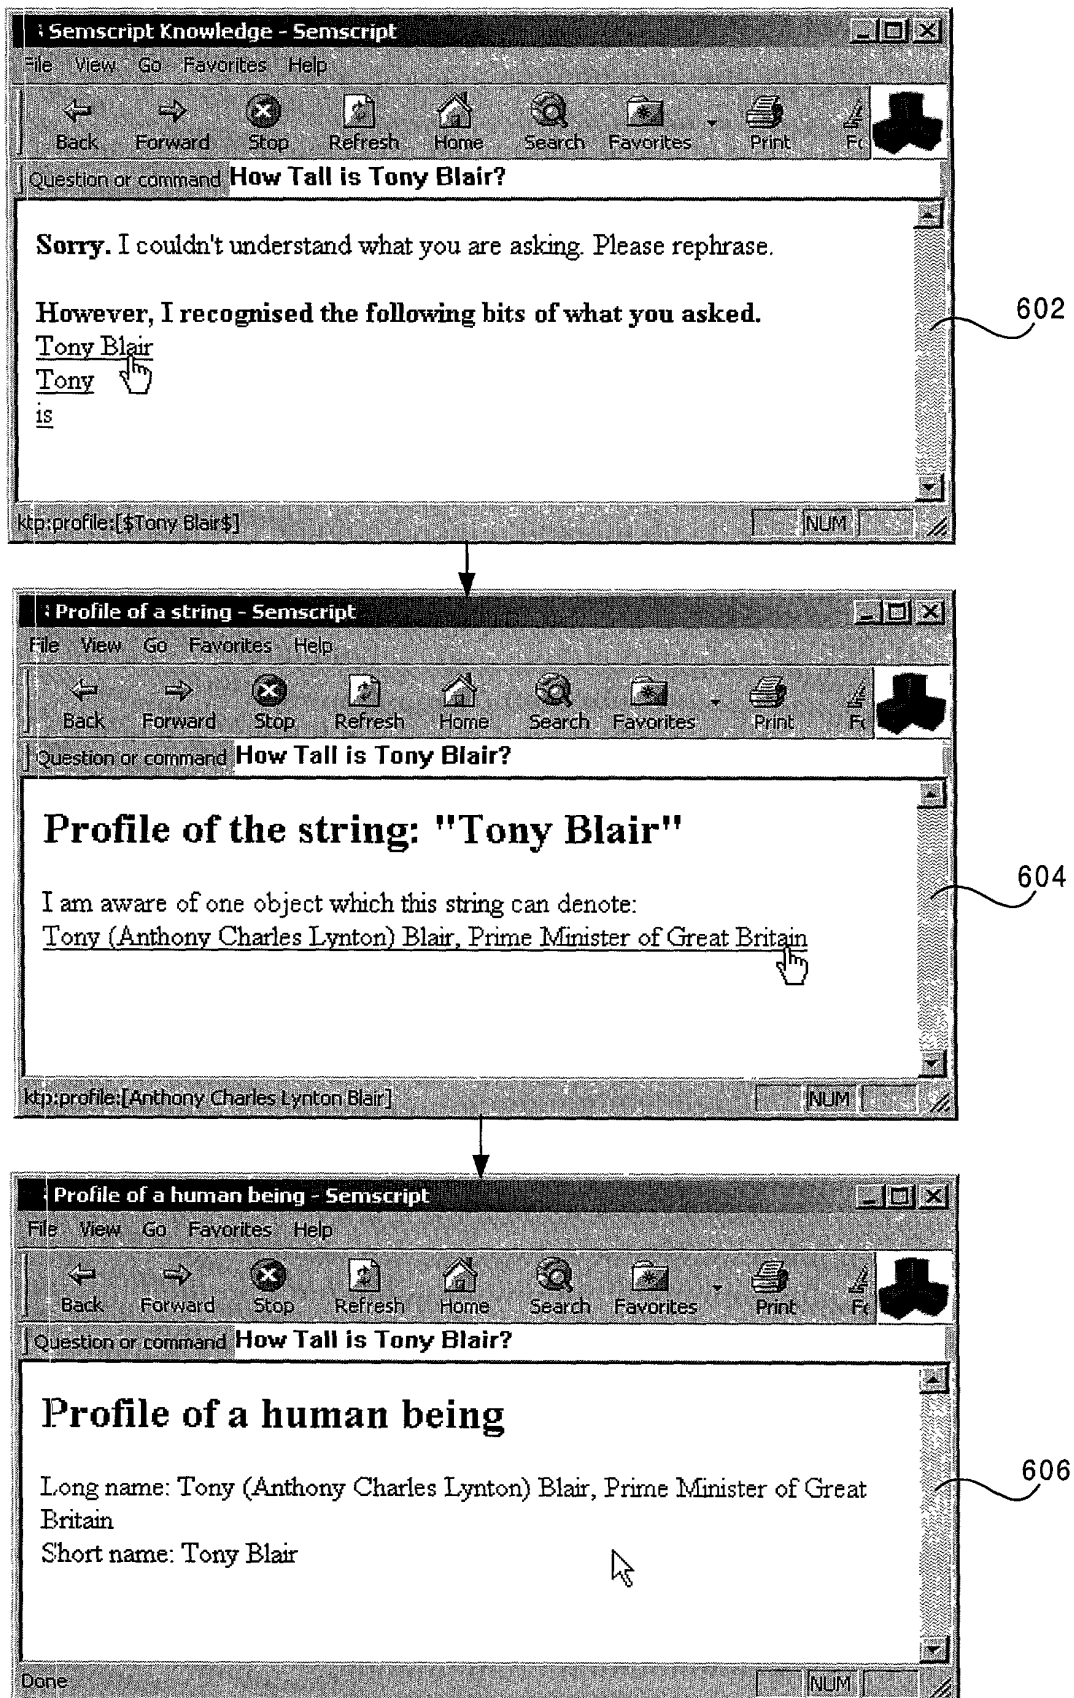 Semscript Knowledge - Semscript
File View Go Favorites Help
Back Forward Stop Refresh Home Search Favorites Print
Question or command How Tall is Tony Blair?
Sorry. I couldn't understand what you are asking. Please rephrase.
However, I recognised the following bits of what you asked.
Tony Blair
Tony
is
602
ktp:profile:[$Tony Blair$] NUM
Profile of a string - Semscript
File View Go Favorites Help
Back Forward Stop Refresh Home Search Favorites Print
Question or command How Tall is Tony Blair?
Profile of the string: "Tony Blair"
I am aware of one object which this string can denote:
Tony (Anthony Charles Lynton) Blair, Prime Minister of Great Britain
604
ktp:profile:[Anthony Charles Lynton Blair] NUM
Profile of a human being - Semscript
File View Go Favorites Help
Back Forward Stop Refresh Home Search Favorites Print
Question or command How Tall is Tony Blair?
Profile of a human being
Long name: Tony (Anthony Charles Lynton) Blair, Prime Minister of Great
Britain
Short name: Tony Blair
606
Done NUM